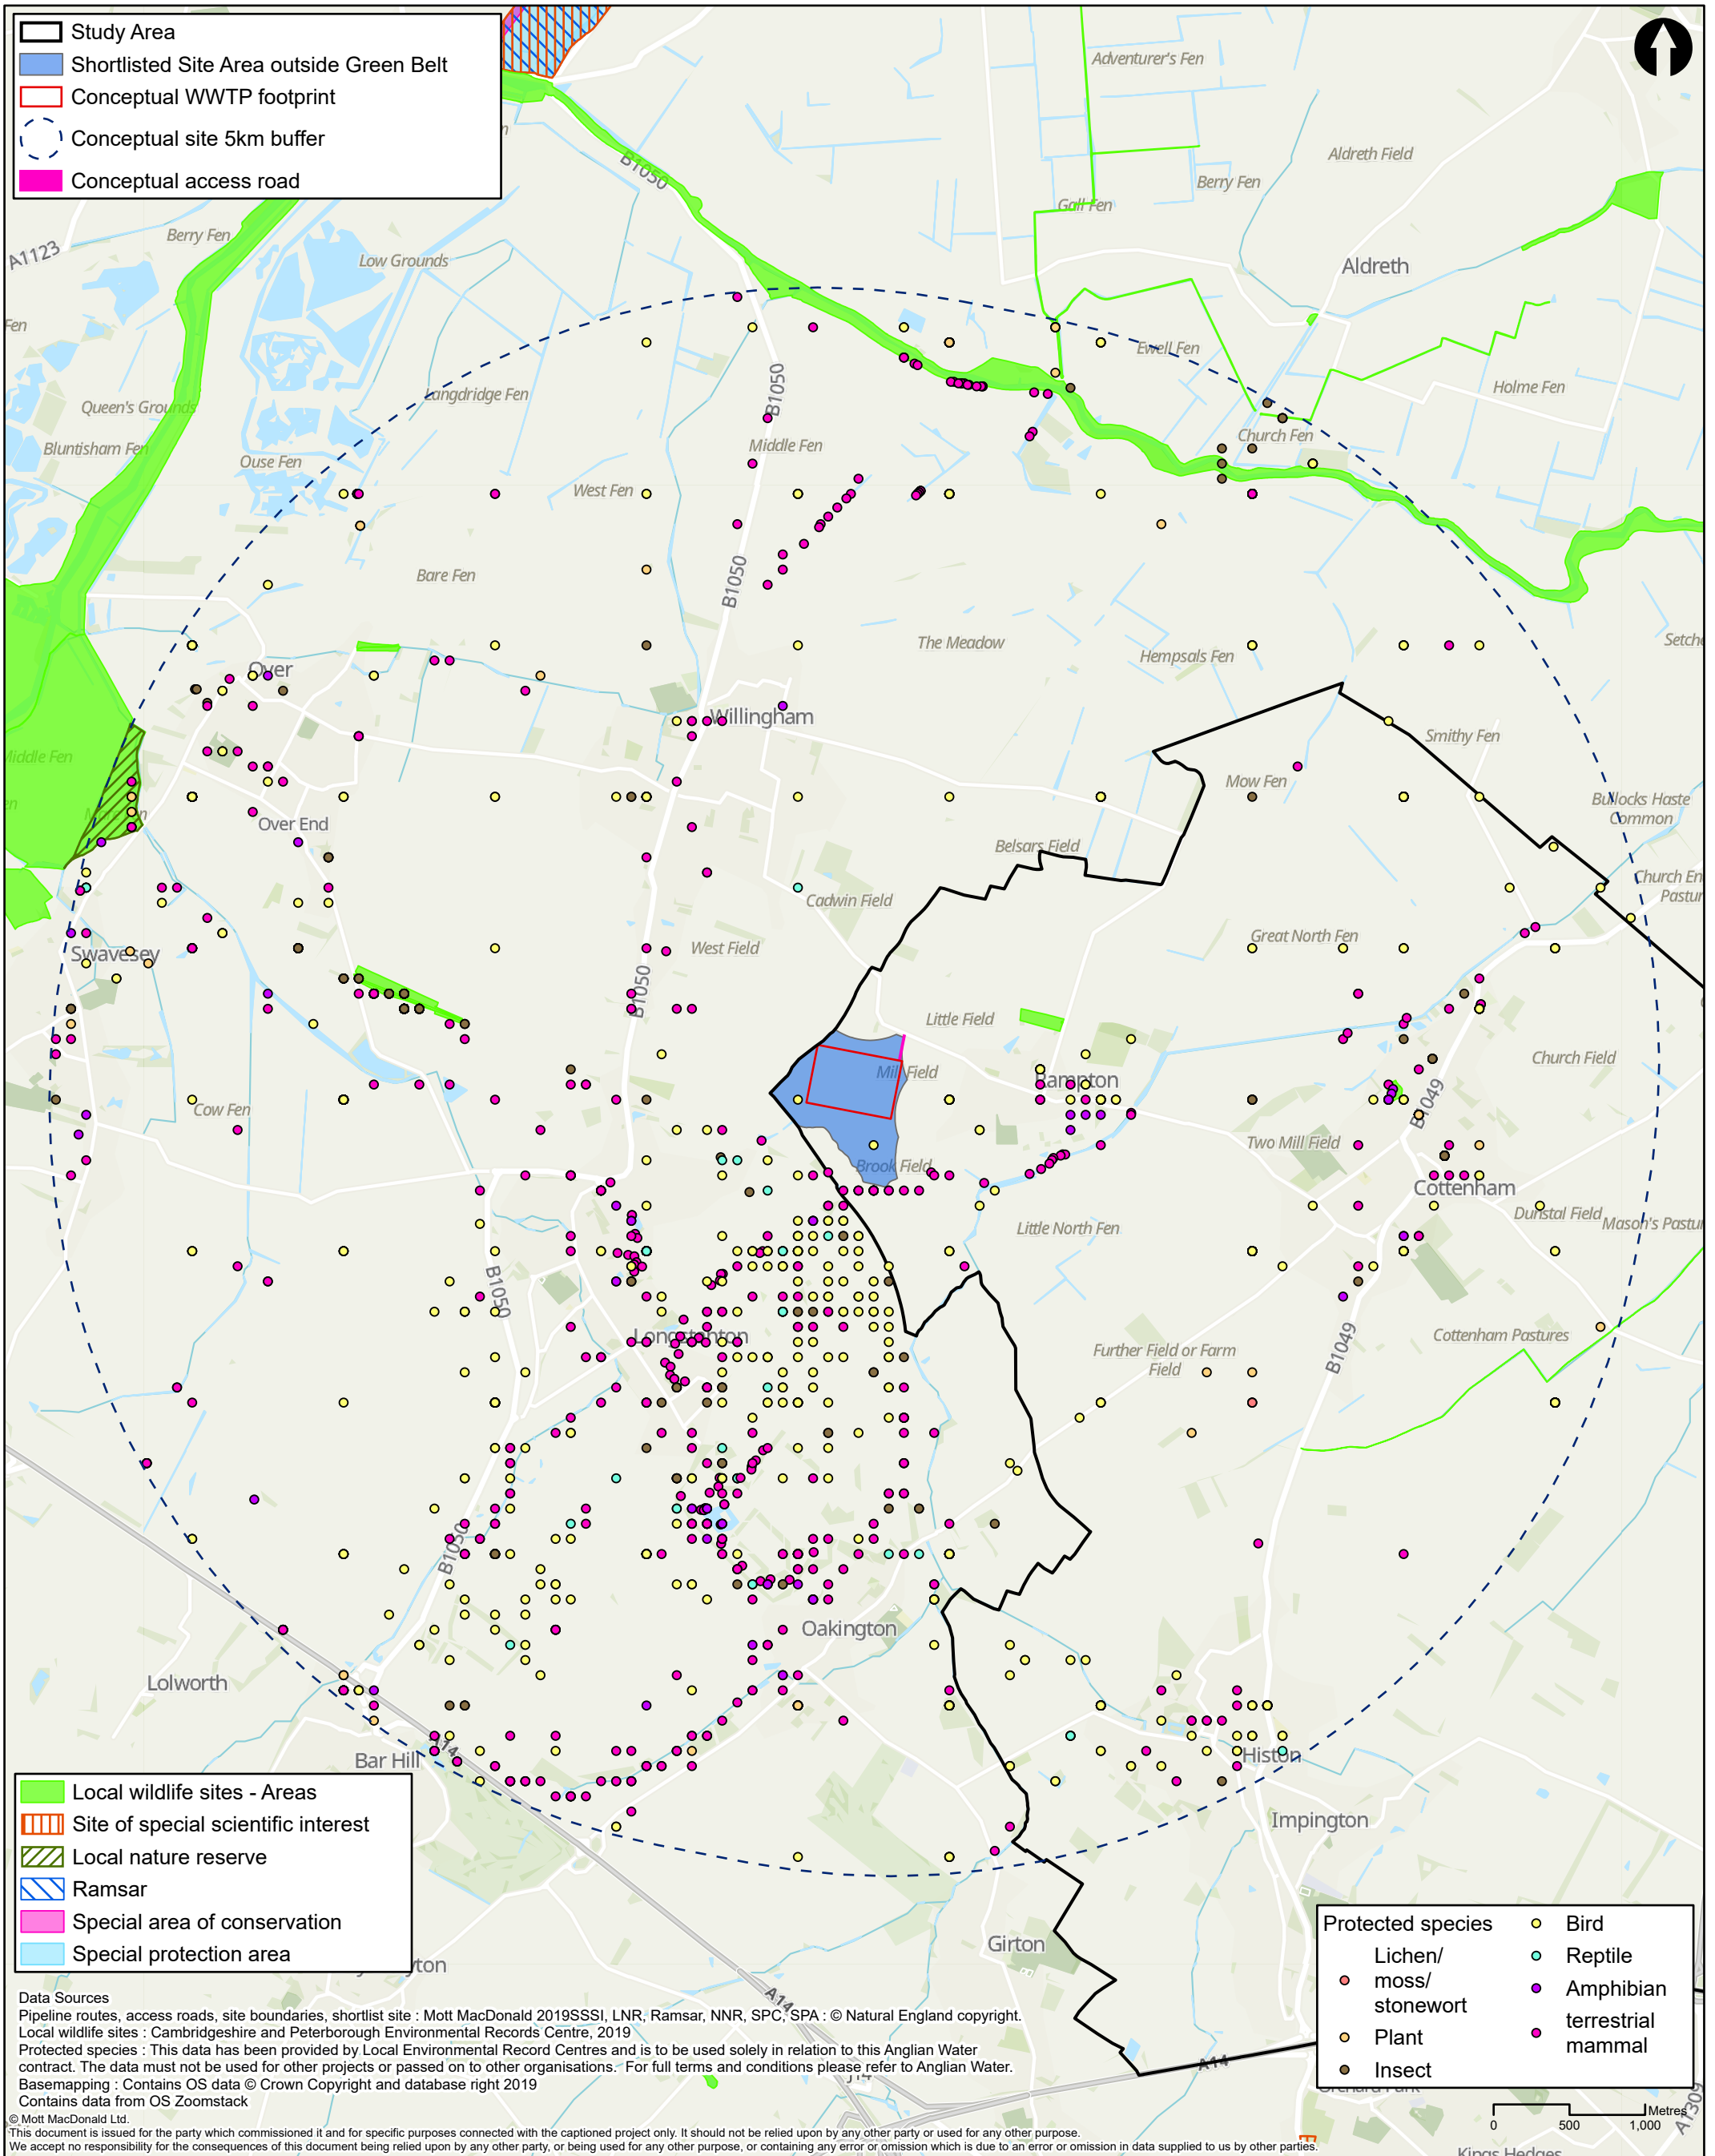 Study Area
Shortlisted Site Area outside Green Belt
Conceptual WWTP footprint
Conceptual site 5km buffer
Conceptual access road
Adventurer's Fen
B1050
Aldreth Field
Berry Fen
Gall Fen
Berry Fen
A1123
Low Grounds
Aldreth
Fen
Ewell Fen
B1050
Langdridge Fen
Holme Fen
Queen's Grounds
Middle Fen
Church Fen
Bluntisham Fen
Ouse Fen
West Fen
Bare Fen
B1050
The Meadow
Setch
Hempsals Fen
Over
Willingham
Smithy Fen
Middle Fen
Mow Fen
Bullocks Haste
Common
Over End
Belsars Field
Church En
Pastur
Cadwin Field
Great North Fen
West Field
Swavesey
B1050
Little Field
Church Field
Mill Field
Rampton
Cow Fen
B1049
Two Mill Field
Brook Field
Cottenham
Dunstal Field
Mason's Pastur
Little North Fen
B1050
Longstanton
Cottenham Pastures
B1049
Further Field or Farm
Field
B1050
Oakington
Lolworth
Bar Hill
A14
Histon
Impington
Local wildlife sites - Areas
Site of special scientific interest
Local nature reserve
Ramsar
Special area of conservation
Special protection area
Girton
Protected species
Lichen/
moss/
stonewort
Plant
Insect
Bird
Reptile
Amphibian
terrestrial
mammal
A14
A14
J14
A1309
Metres
0 500 1,000
Kings Hedges
Data Sources
Pipeline routes, access roads, site boundaries, shortlist site : Mott MacDonald 2019SSSI, LNR, Ramsar, NNR, SPC, SPA : © Natural England copyright.
Local wildlife sites : Cambridgeshire and Peterborough Environmental Records Centre, 2019
Protected species : This data has been provided by Local Environmental Record Centres and is to be used solely in relation to this Anglian Water
contract. The data must not be used for other projects or passed on to other organisations. For full terms and conditions please refer to Anglian Water.
Basemapping : Contains OS data © Crown Copyright and database right 2019
Contains data from OS Zoomstack
© Mott MacDonald Ltd.
This document is issued for the party which commissioned it and for specific purposes connected with the captioned project only. It should not be relied upon by any other party or used for any other purpose.
We accept no responsibility for the consequences of this document being relied upon by any other party, or being used for any other purpose, or containing any error or omission which is due to an error or omission in data supplied to us by other parties.